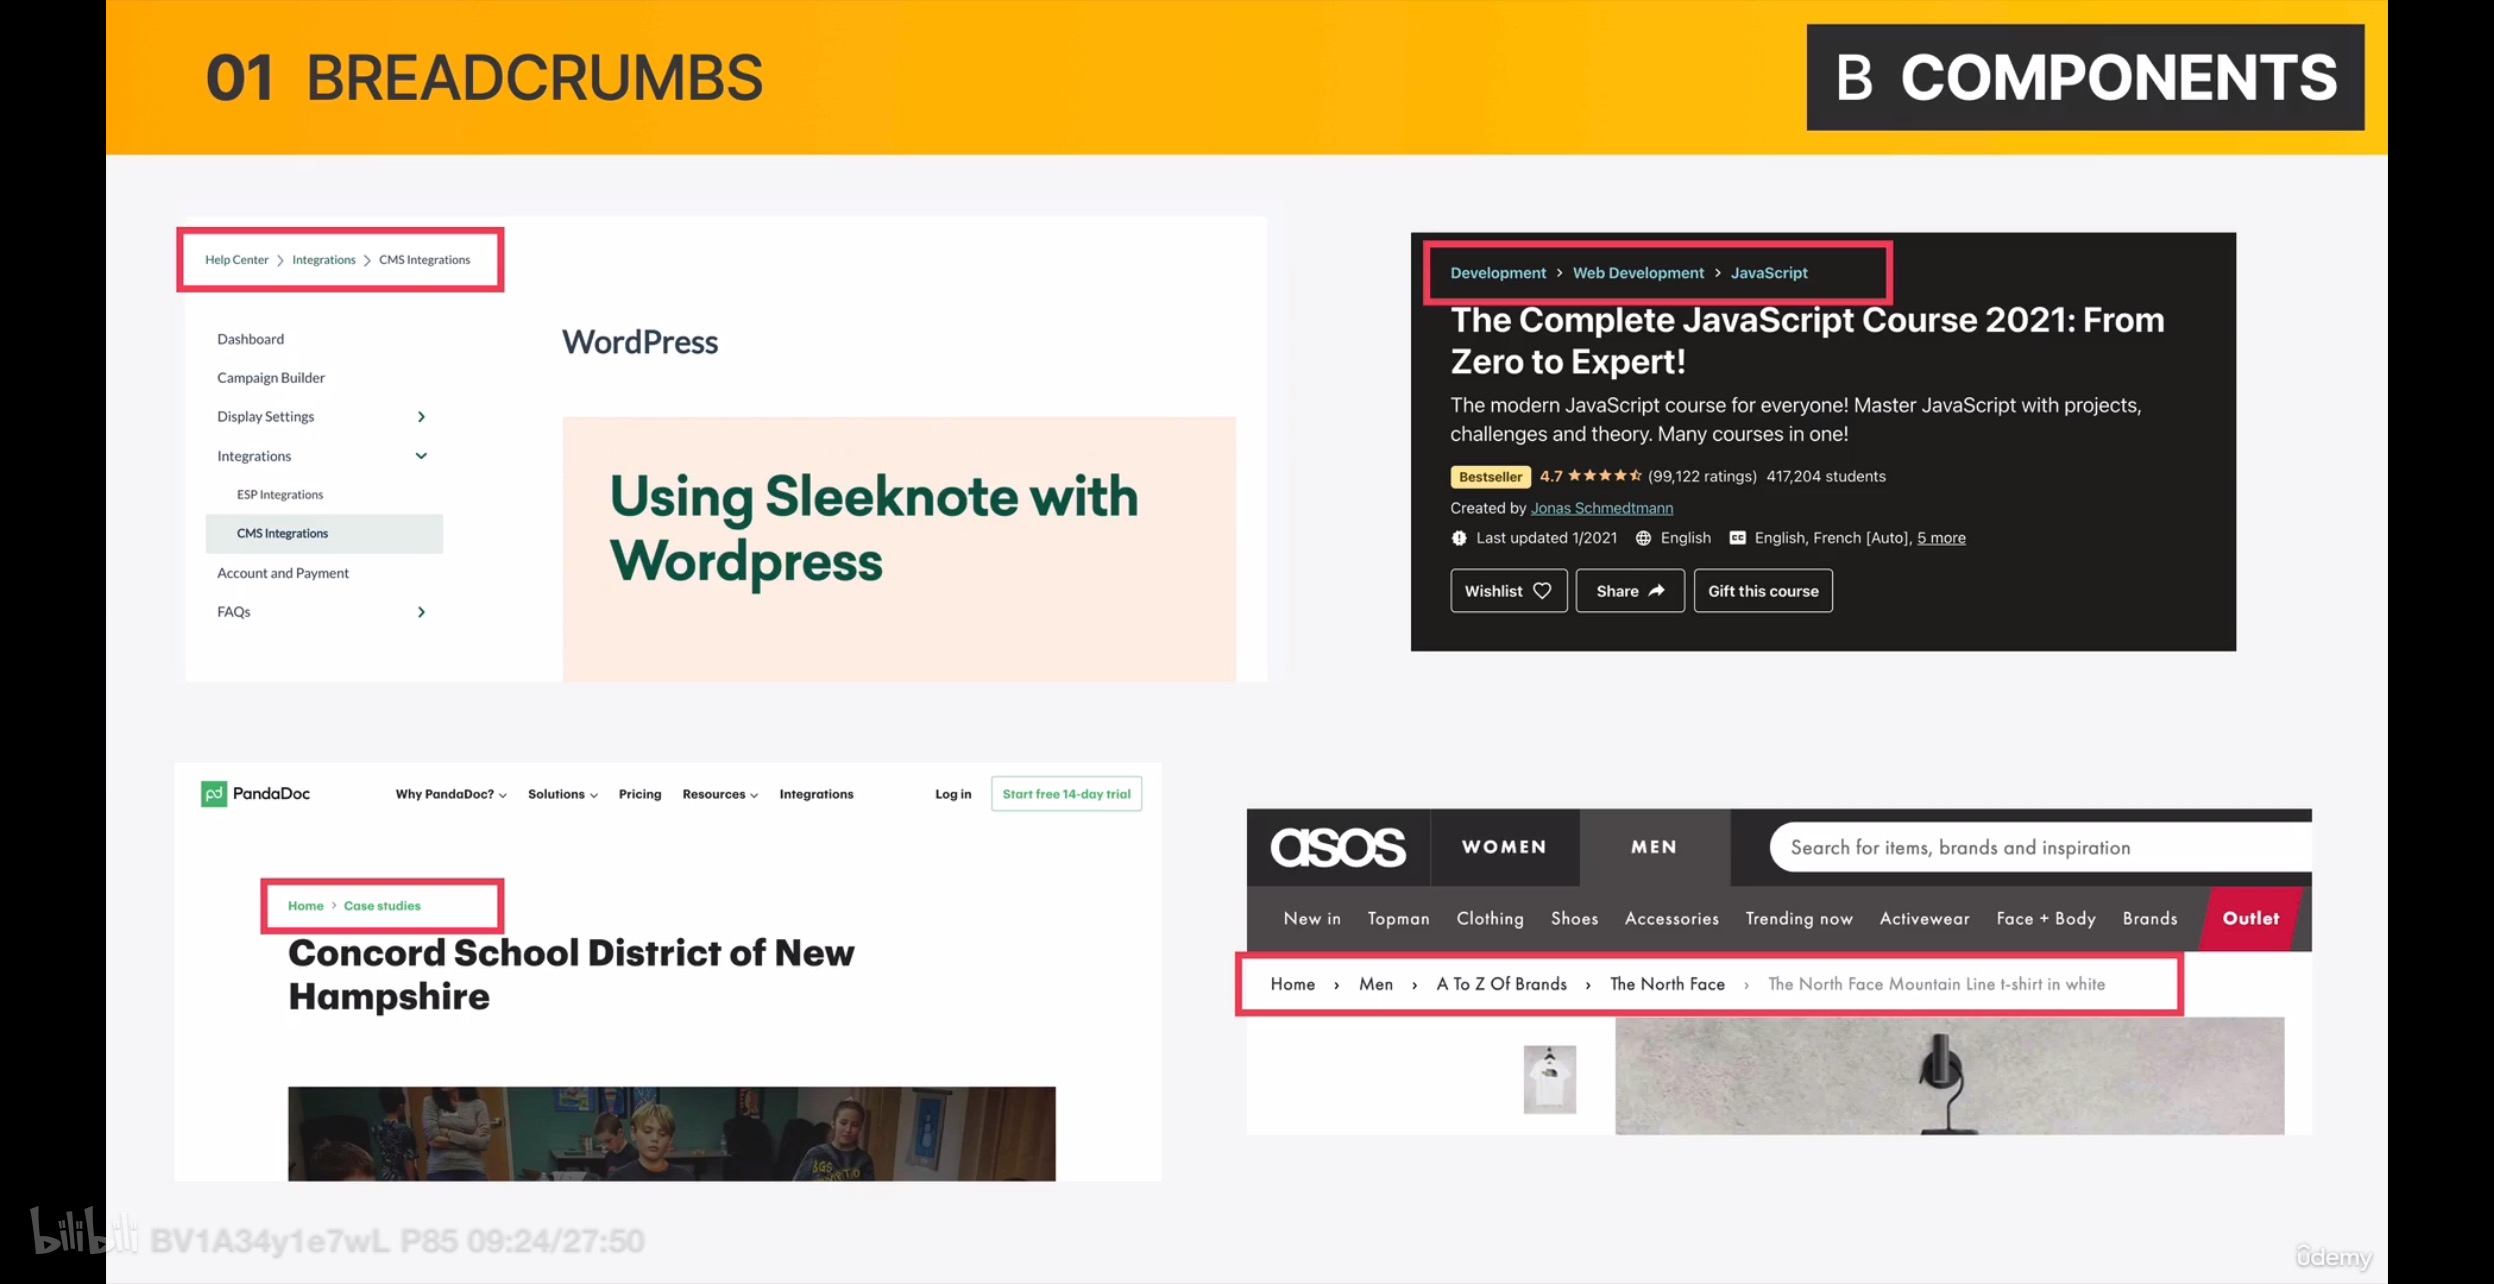 01 BREADCRUMBS
B COMPONENTS
Help Center > Integrations > CMS Integrations
Dashboard
Campaign Builder
Display Settings
Integrations
ESP Integrations
CMS Integrations
Account and Payment
FAQs
WordPress
Using Sleeknote with
Wordpress
Development > Web Development > JavaScript
The Complete JavaScript Course 2021: From
Zero to Expert!
The modern JavaScript course for everyone! Master JavaScript with projects,
challenges and theory. Many courses in one!
Bestseller 4.7 (99,122 ratings) 417,204 students
Created by Jonas Schmedtmann
Last updated 1/2021 English CC English, French [Auto], 5 more
Wishlist Share Gift this course
pd PandaDoc Why PandaDoc? Solutions Pricing Resources Integrations Log in Start free 14-day trial
Home > Case studies
Concord School District of New
Hampshire
asos WOMEN MEN Search for items, brands and inspiration
New in Topman Clothing Shoes Accessories Trending now Activewear Face + Body Brands Outlet
Home > Men > A To Z Of Brands > The North Face > The North Face Mountain Line t-shirt in white
bilibili BV1A34y1e7wL P85 09:24/27:50
ûdemy